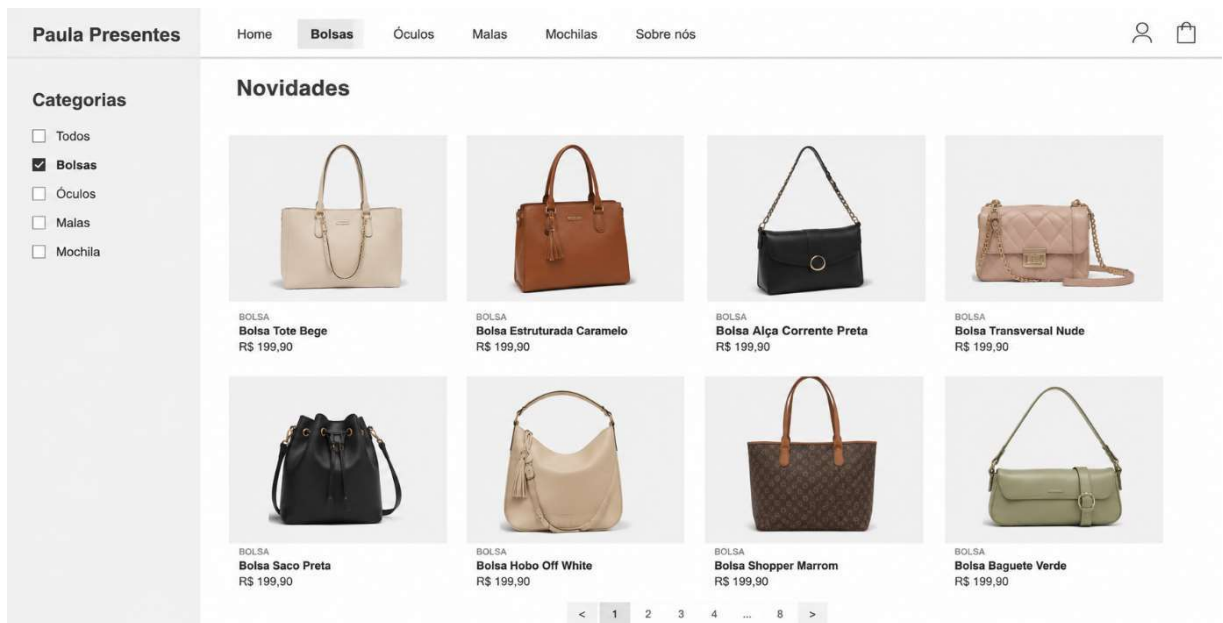 Paula Presentes
Home Bolsas Óculos Malas Mochilas Sobre nós
Categorias
Todos
Bolsas
Óculos
Malas
Mochila
Novidades
BOLSA
Bolsa Tote Bege
R$ 199,90
BOLSA
Bolsa Estruturada Caramelo
R$ 199,90
BOLSA
Bolsa Alça Corrente Preta
R$ 199,90
BOLSA
Bolsa Transversal Nude
R$ 199,90
BOLSA
Bolsa Saco Preta
R$ 199,90
BOLSA
Bolsa Hobo Off White
R$ 199,90
BOLSA
Bolsa Shopper Marrom
R$ 199,90
BOLSA
Bolsa Baguete Verde
R$ 199,90
< 1 2 3 4 ... 8 >